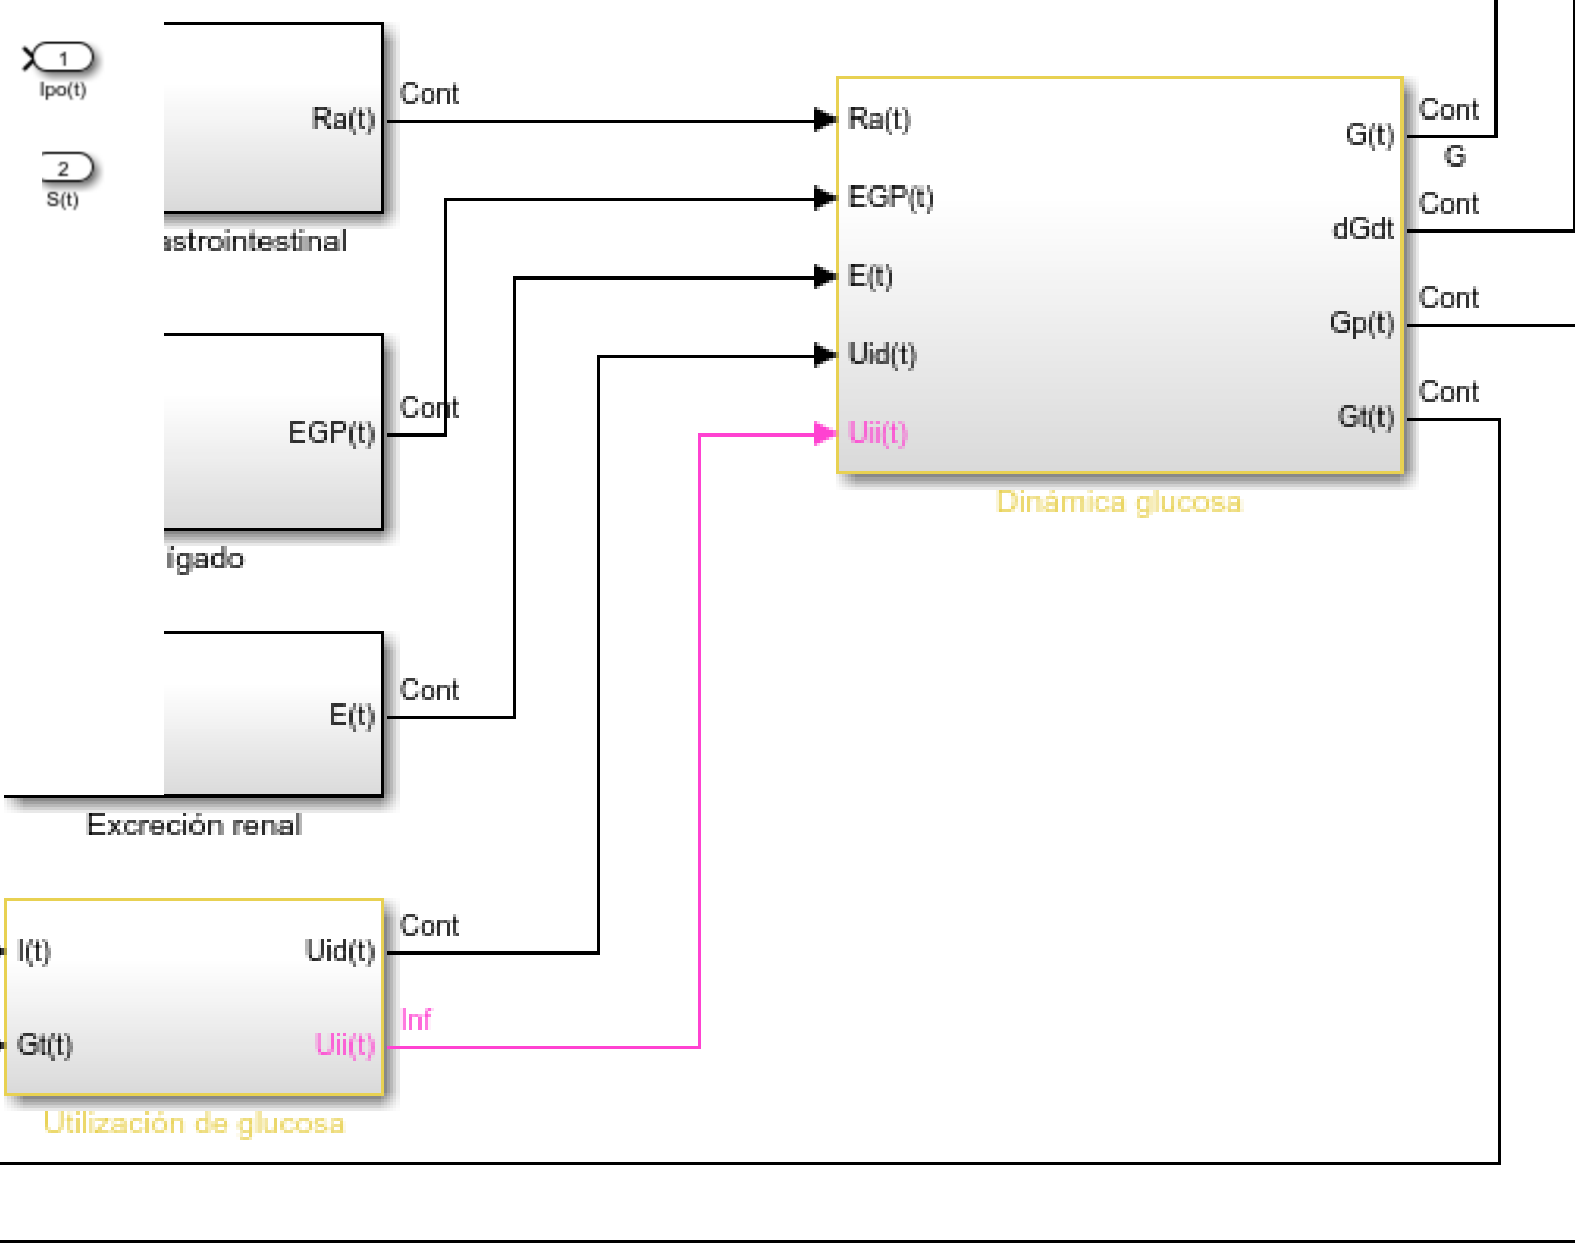 1
Ipo(t)
2
S(t)
Ra(t)
Cont
astrointestinal
EGP(t)
Cont
igado
E(t)
Cont
Excreción renal
I(t)
Gt(t)
Uid(t)
Uii(t)
Cont
Inf
Utilización de glucosa
Ra(t)
EGP(t)
E(t)
Uid(t)
Uii(t)
G(t)
dGdt
Gp(t)
Gt(t)
Dinámica glucosa
Cont
G
Cont
Cont
Cont